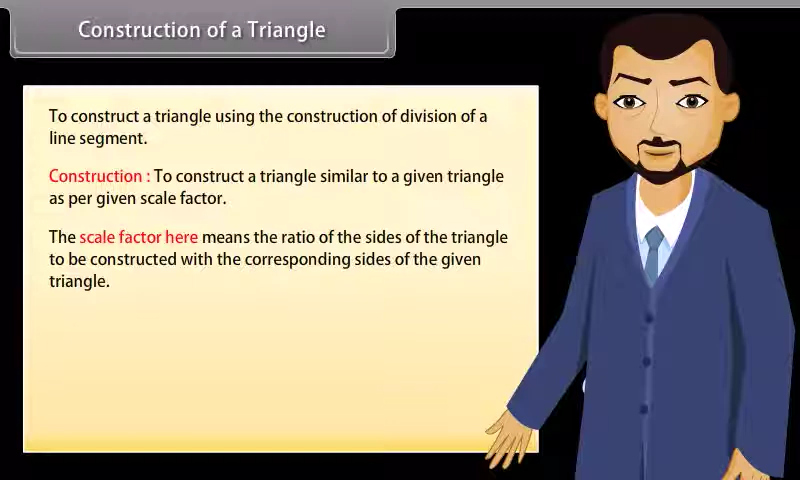 Construction of a Triangle
To construct a triangle using the construction of division of a
line segment.
Construction : To construct a triangle similar to a given triangle
as per given scale factor.
The scale factor here means the ratio of the sides of the triangle
to be constructed with the corresponding sides of the given
triangle.